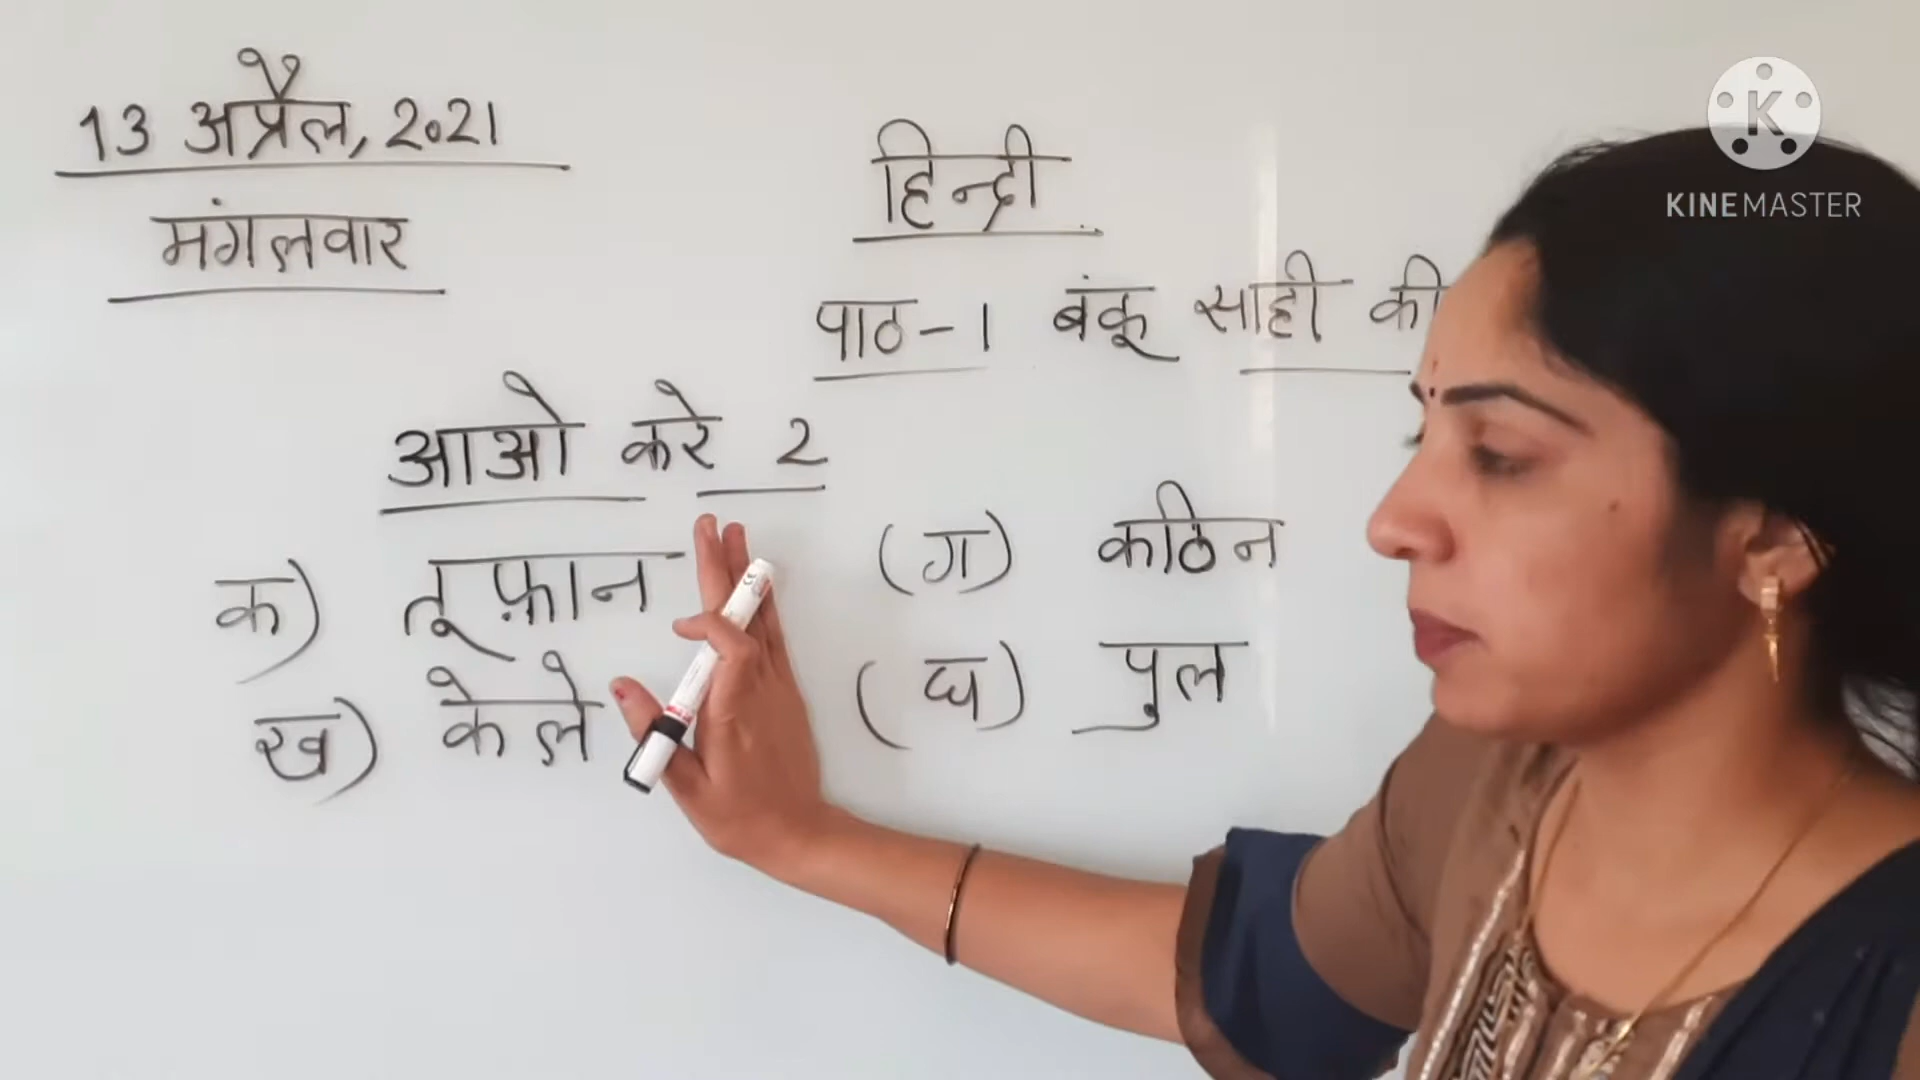 13 अप्रैल, 2021
मंगलवार
हिन्दी
पाठ-1 बंकू साही की
आओ करे 2
क) तूफ़ान
ख) केले
(ग) कठिन
(घ) पुल
K
KINEMASTER